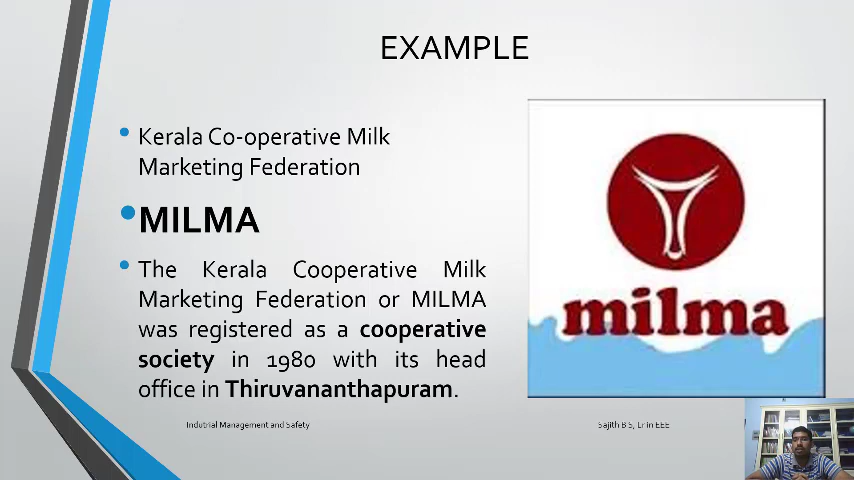 EXAMPLE
Kerala Co-operative Milk
Marketing Federation
MILMA
The Kerala Cooperative Milk
Marketing Federation or MILMA
was registered as a cooperative
society in 1980 with its head
office in Thiruvananthapuram.
milma
Indutrial Management and Safety
Sajith B S, Lr in EEE